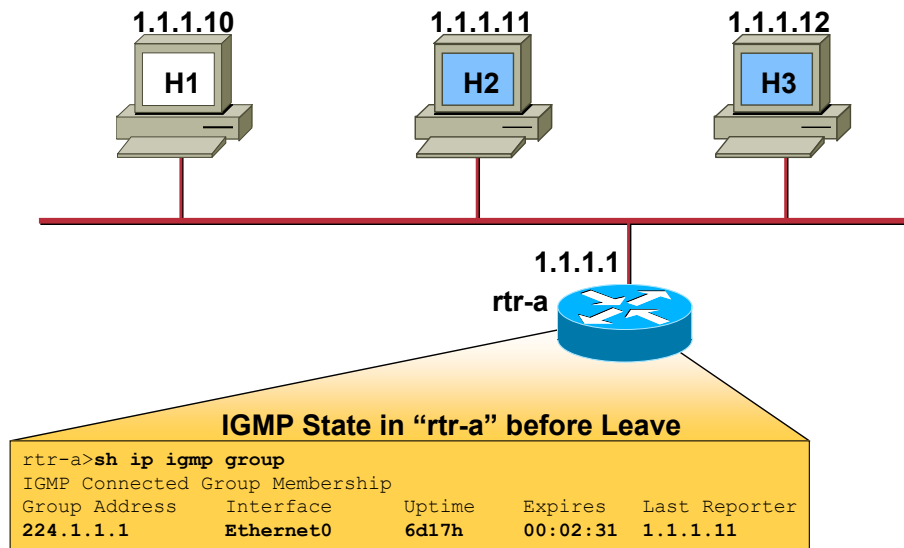 1.1.1.10 1.1.1.11 1.1.1.12
H1 H2 H3
1.1.1.1
rtr-a
IGMP State in “rtr-a” before Leave
rtr-a>sh ip igmp group
IGMP Connected Group Membership
Group Address Interface Uptime Expires Last Reporter
224.1.1.1 Ethernet0 6d17h 00:02:31 1.1.1.11